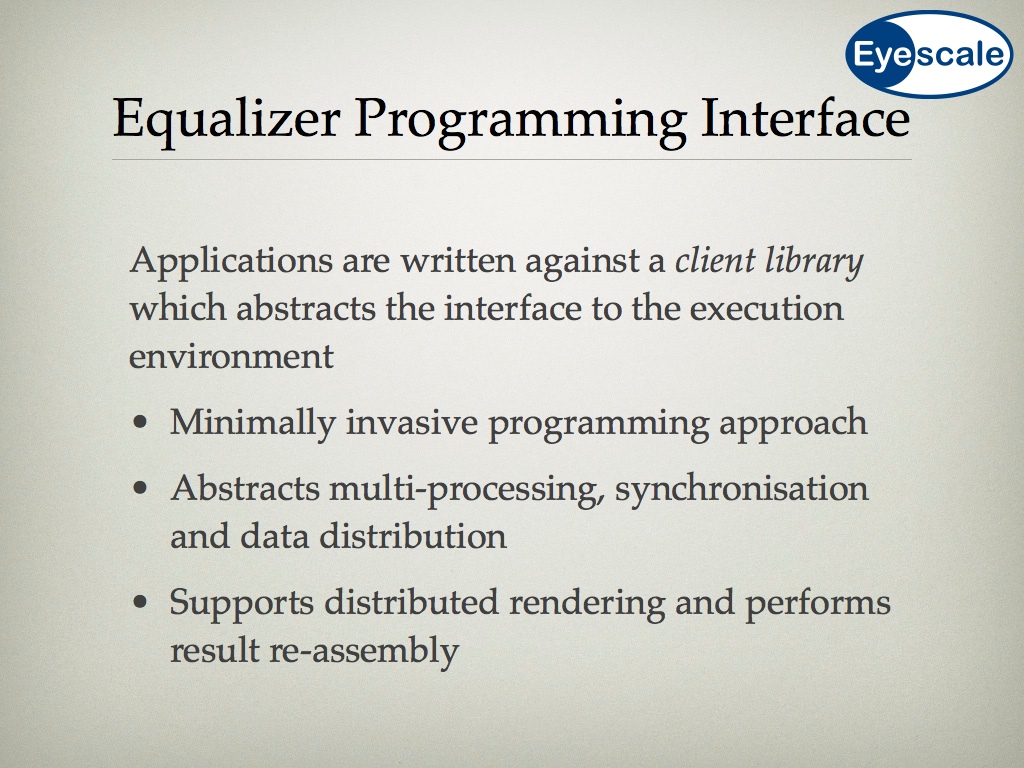 Eyescale
Equalizer Programming Interface
Applications are written against a client library
which abstracts the interface to the execution
environment
• Minimally invasive programming approach
• Abstracts multi-processing, synchronisation
and data distribution
• Supports distributed rendering and performs
result re-assembly